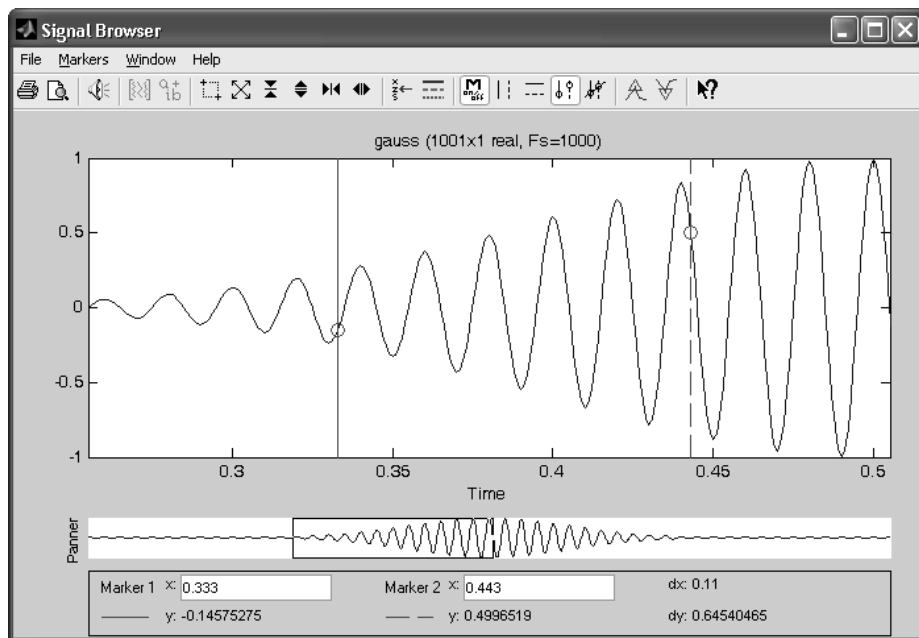 Signal Browser
File Markers Window Help
M
on/off
gauss (1001x1 real, Fs=1000)
1
0.5
0
-0.5
-1
0.3 0.35 0.4 0.45 0.5
Time
Panner
Marker 1 x: 0.333 Marker 2 x: 0.443 dx: 0.11
y: -0.14575275 y: 0.4996519 dy: 0.64540465